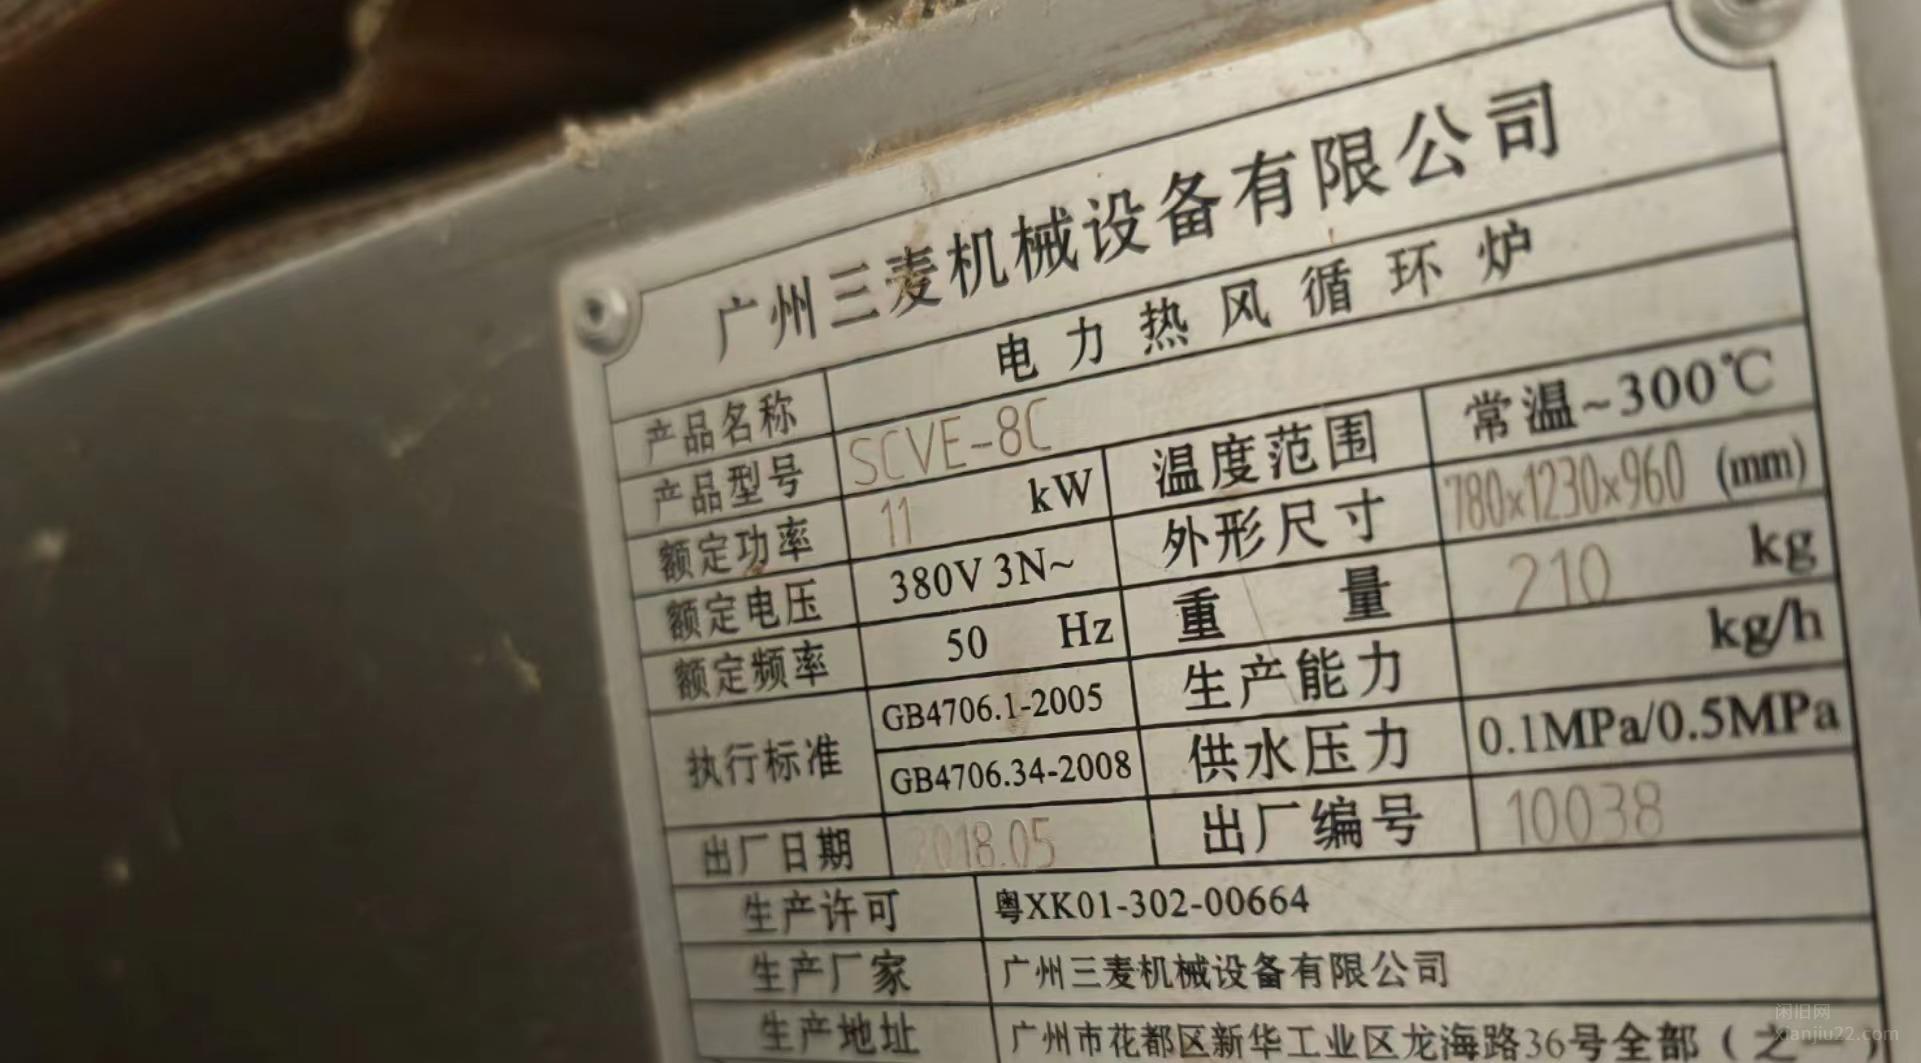 广州三麦机械设备有限公司
产品名称 电力热风循环炉
产品型号 SCVE-8C
额定功率 11 kW 温度范围 常温~300℃
额定电压 380V 3N~ 外形尺寸 780x1230x960 (mm)
额定频率 50 Hz 重量 210 kg
执行标准 GB4706.1-2005 生产能力 kg/h
GB4706.34-2008 供水压力 0.1MPa/0.5MPa
出厂日期 2018.05 出厂编号 10038
生产许可 粤XK01-302-00664
生产厂家 广州三麦机械设备有限公司
生产地址 广州市花都区新华工业区龙海路36号全部(之
闲旧网
xianjiu22.com